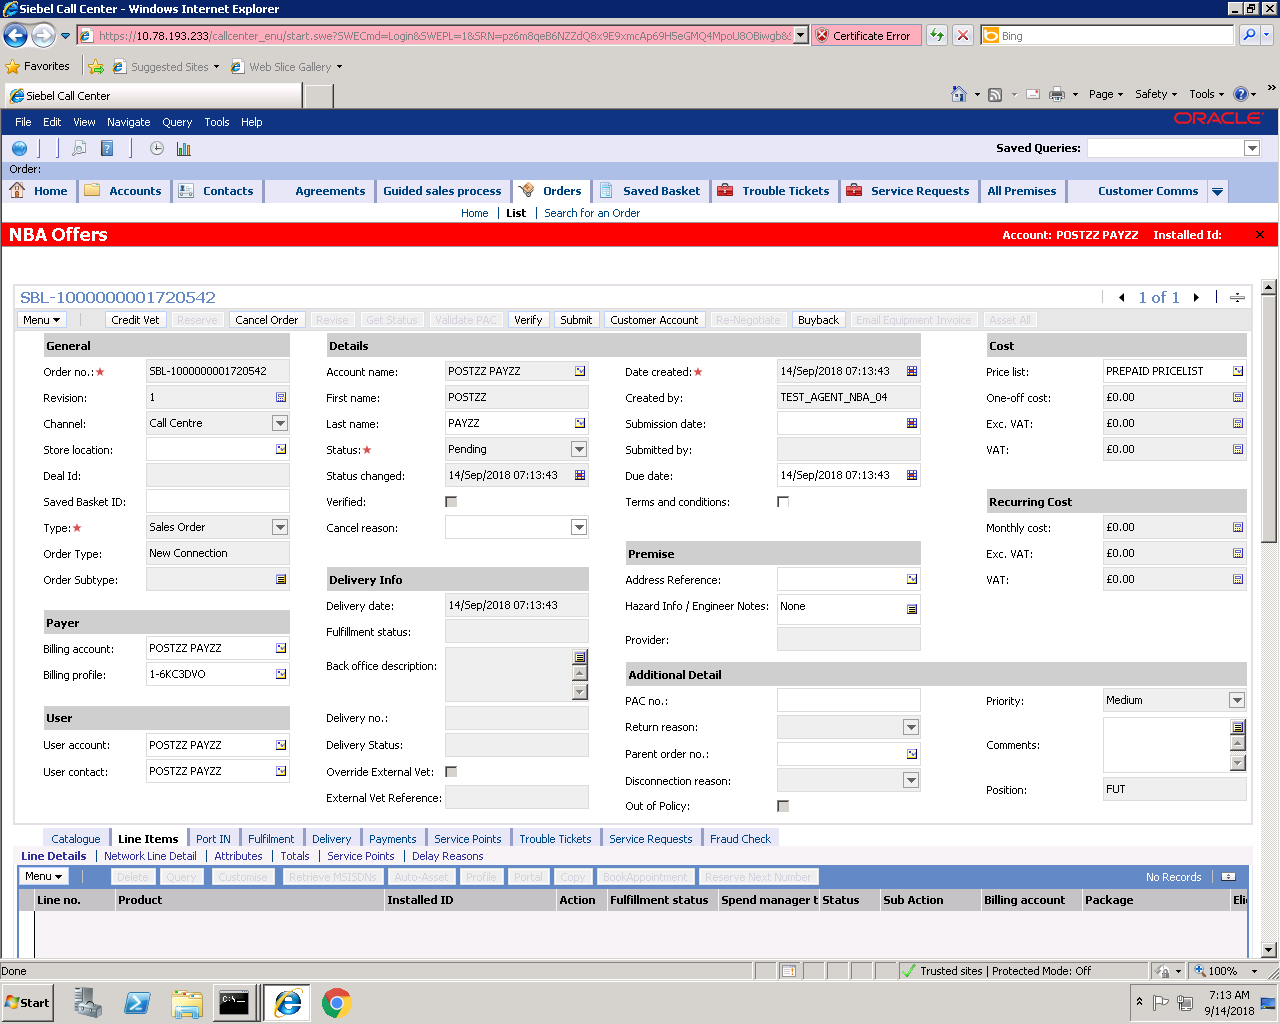 Siebel Call Center - Windows Internet Explorer
https://10.78.193.233/callcenter_enu/start.swe?SWECmd=Login&SWEPL=1&SRN=
Certificate Error
Bing
Favorites
Suggested Sites
Web Slice Gallery
Siebel Call Center
Page
Safety
Tools
»
File Edit View Navigate Query Tools Help
ORACLE
Saved Queries:
Order:
Home Accounts Contacts Agreements Guided sales process Orders Saved Basket Trouble Tickets Service Requests All Premises Customer Comms
Home | List | Search for an Order
NBA Offers
Account: POSTZZ PAYZZ Installed Id:
SBL-1000000001720542
1 of 1
Menu Credit Vet Reserve Cancel Order Revise Get Status Validate PAC Verify Submit Customer Account Re-Negotiate Buyback Email Equipment Invoice Asset All
General
Order no.:★ SBL-1000000001720542
Revision: 1
Channel: Call Centre
Store location:
Deal Id:
Saved Basket ID:
Type:★ Sales Order
Order Type: New Connection
Order Subtype:
Payer
Billing account: POSTZZ PAYZZ
Billing profile: 1-6KC3DVO
User
User account: POSTZZ PAYZZ
User contact: POSTZZ PAYZZ
Details
Account name: POSTZZ PAYZZ
First name: POSTZZ
Last name: PAYZZ
Status:★ Pending
Status changed: 14/Sep/2018 07:13:43
Verified:
Cancel reason:
Delivery Info
Delivery date: 14/Sep/2018 07:13:43
Fulfillment status:
Back office description:
Delivery no.:
Delivery Status:
Override External Vet:
External Vet Reference:
Date created:★ 14/Sep/2018 07:13:43
Created by: TEST_AGENT_NBA_04
Submission date:
Submitted by:
Due date: 14/Sep/2018 07:13:43
Terms and conditions:
Premise
Address Reference:
Hazard Info / Engineer Notes: None
Provider:
Additional Detail
PAC no.:
Return reason:
Parent order no.:
Disconnection reason:
Out of Policy:
Priority: Medium
Comments:
Position: FUT
Cost
Price list: PREPAID PRICELIST
One-off cost: £0.00
Exc. VAT: £0.00
VAT: £0.00
Recurring Cost
Monthly cost: £0.00
Exc. VAT: £0.00
VAT: £0.00
Catalogue Line Items Port IN Fulfilment Delivery Payments Service Points Trouble Tickets Service Requests Fraud Check
Line Details | Network Line Detail | Attributes | Totals | Service Points | Delay Reasons
Menu Delete Query Customise Retrieve MSISDNs Auto-Asset Profile Portal Copy BookAppointment Reserve Next Number
No Records
Line no. Product Installed ID Action Fulfillment status Spend manager t Status Sub Action Billing account Package Eli
Done
Trusted sites | Protected Mode: Off
100%
Start
7:13 AM
9/14/2018